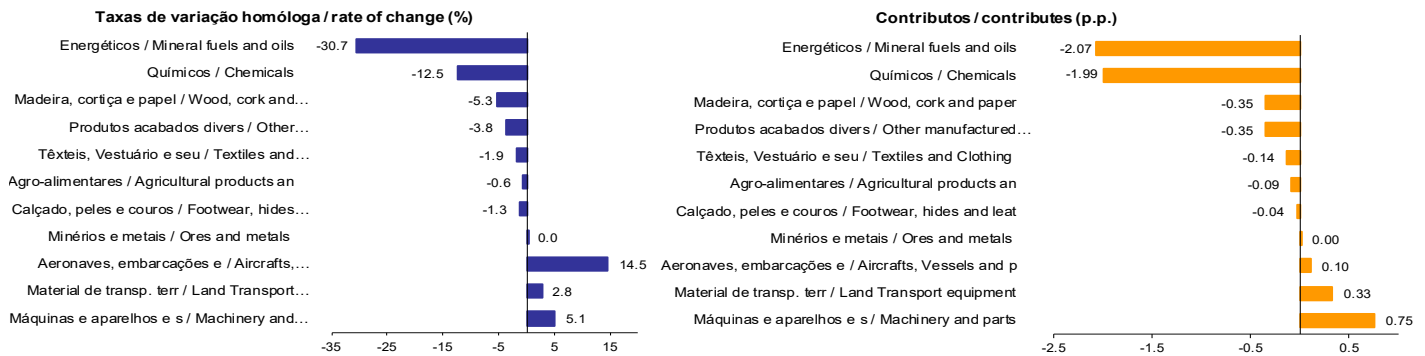 Taxas de variação homóloga / rate of change (%)
Energéticos / Mineral fuels and oils -30.7
Químicos / Chemicals -12.5
Madeira, cortiça e papel / Wood, cork and… -5.3
Produtos acabados divers / Other… -3.8
Têxteis, Vestuário e seu / Textiles and… -1.9
Agro-alimentares / Agricultural products an -0.6
Calçado, peles e couros / Footwear, hides… -1.3
Minérios e metais / Ores and metals 0.0
Aeronaves, embarcações e / Aircrafts,… 14.5
Material de transp. terr / Land Transport… 2.8
Máquinas e aparelhos e s / Machinery and… 5.1
-35 -25 -15 -5 5 15
Contributos / contributes (p.p.)
Energéticos / Mineral fuels and oils -2.07
Químicos / Chemicals -1.99
Madeira, cortiça e papel / Wood, cork and paper -0.35
Produtos acabados divers / Other manufactured… -0.35
Têxteis, Vestuário e seu / Textiles and Clothing -0.14
Agro-alimentares / Agricultural products an -0.09
Calçado, peles e couros / Footwear, hides and leat -0.04
Minérios e metais / Ores and metals 0.00
Aeronaves, embarcações e / Aircrafts, Vessels and p 0.10
Material de transp. terr / Land Transport equipment 0.33
Máquinas e aparelhos e s / Machinery and parts 0.75
-2.5 -1.5 -0.5 0.5